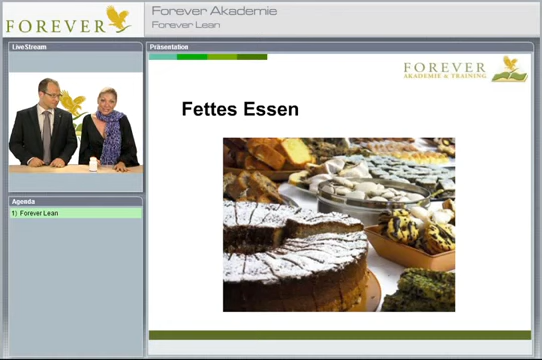 FOREVER
Forever Akademie
Forever Lean
LiveStream
Präsentation
FOREVER
AKADEMIE & TRAINING
Fettes Essen
Agenda
1) Forever Lean